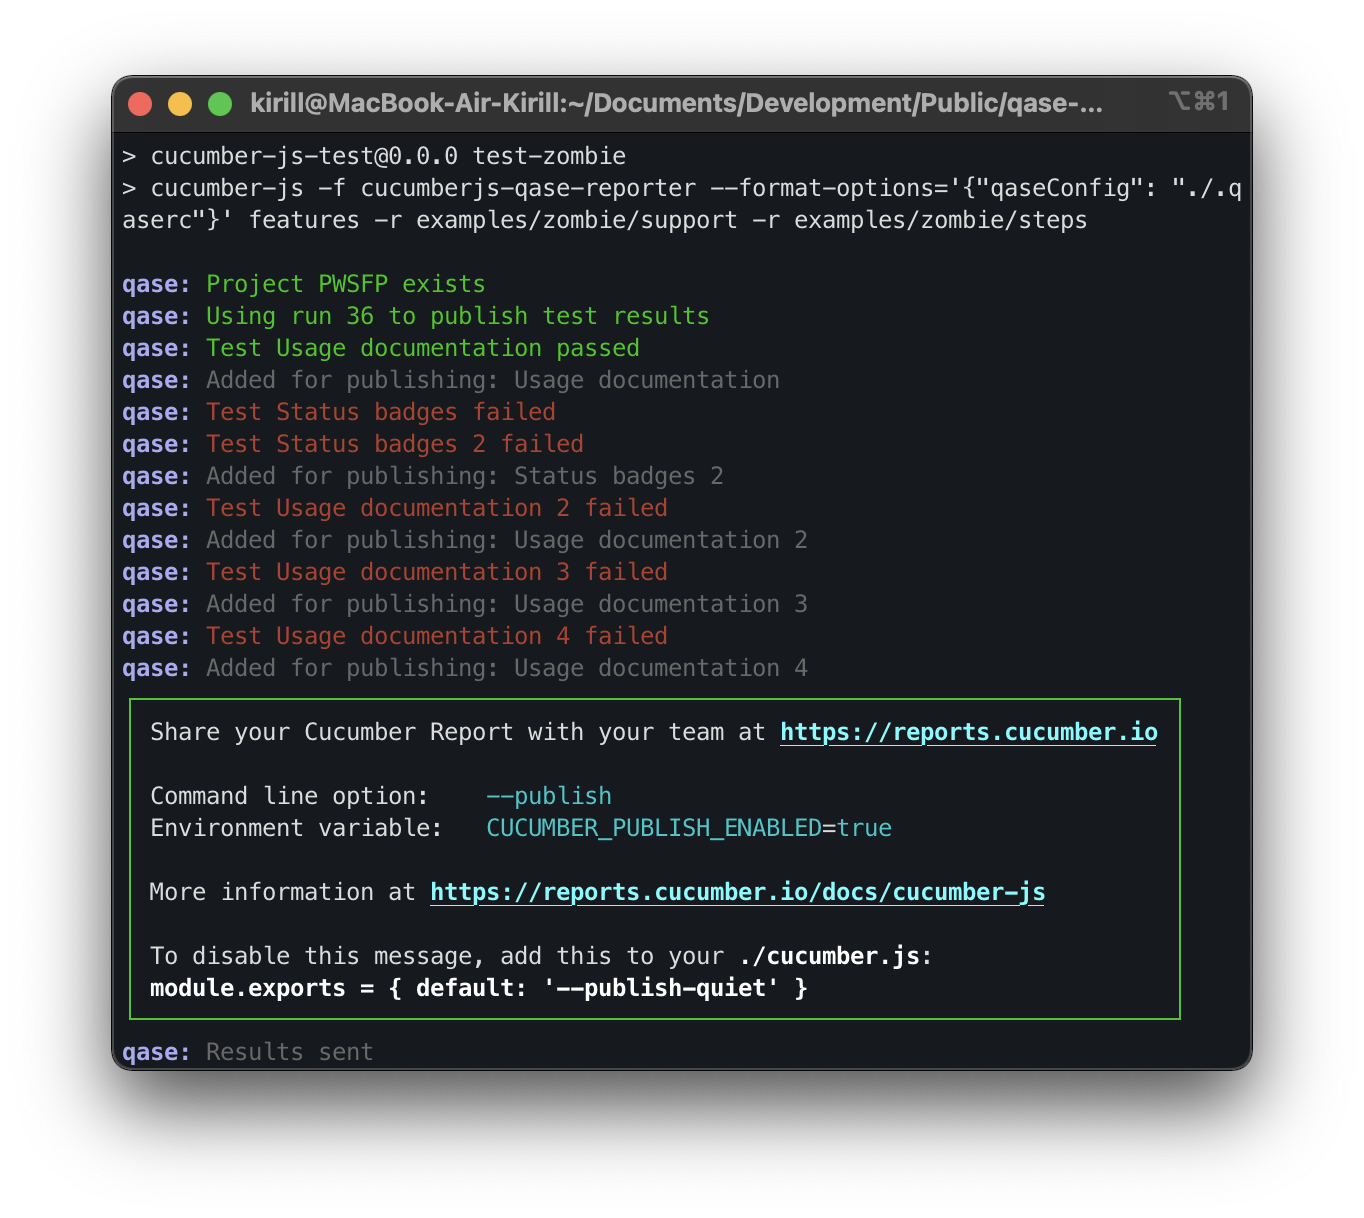 kirill@MacBook-Air-Kirill:~/Documents/Development/Public/qase-... ⌥⌘1
> cucumber-js-test@0.0.0 test-zombie
> cucumber-js -f cucumberjs-qase-reporter --format-options='{"qaseConfig": "./.q
aserc"}' features -r examples/zombie/support -r examples/zombie/steps
qase: Project PWSFP exists
qase: Using run 36 to publish test results
qase: Test Usage documentation passed
qase: Added for publishing: Usage documentation
qase: Test Status badges failed
qase: Test Status badges 2 failed
qase: Added for publishing: Status badges 2
qase: Test Usage documentation 2 failed
qase: Added for publishing: Usage documentation 2
qase: Test Usage documentation 3 failed
qase: Added for publishing: Usage documentation 3
qase: Test Usage documentation 4 failed
qase: Added for publishing: Usage documentation 4
Share your Cucumber Report with your team at https://reports.cucumber.io
Command line option: --publish
Environment variable: CUCUMBER_PUBLISH_ENABLED=true
More information at https://reports.cucumber.io/docs/cucumber-js
To disable this message, add this to your ./cucumber.js:
module.exports = { default: '--publish-quiet' }
qase: Results sent